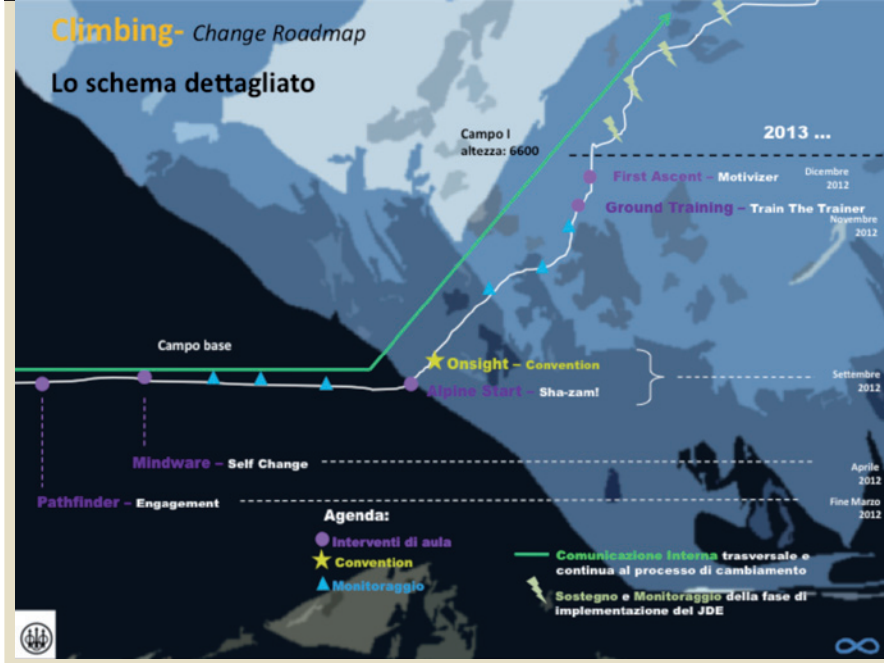 Climbing- Change Roadmap
Lo schema dettagliato
Campo I
altezza: 6600
2013 ...
First Ascent – Motivizer
Dicembre
2012
Ground Training – Train The Trainer
Novembre
2012
Campo base
Onsight – Convention
Alpine Start – Sha-zam!
Settembre
2012
Mindware – Self Change
Aprile
2012
Pathfinder – Engagement
Fine Marzo
2012
Agenda:
Interventi di aula
Convention
Monitoraggio
Comunicazione Interna trasversale e
continua al processo di cambiamento
Sostegno e Monitoraggio della fase di
implementazione del JDE